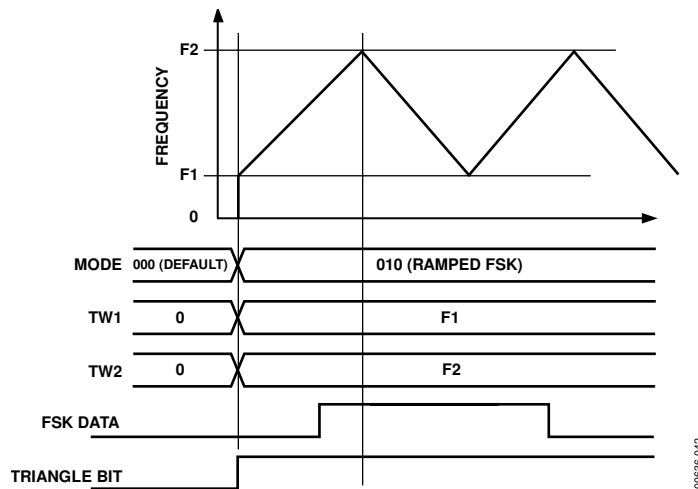 F2
FREQUENCY
F1
0
MODE 000 (DEFAULT) 010 (RAMPED FSK)
TW1 0 F1
TW2 0 F2
FSK DATA
TRIANGLE BIT